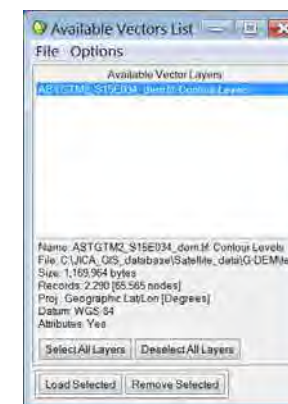 Available Vectors List
File Options
Available Vector Layers
ASTGTM2_S15E034_dem.tif: Contour Levels
Name: ASTGTM2_S15E034_dem.tif: Contour Levels
File: C:\JICA_GIS_database\Satellite_data\G-DEM\te
Size: 1,169,964 bytes
Records: 2,290 [65,565 nodes]
Proj: Geographic Lat/Lon [Degrees]
Datum: WGS 84
Attributes: Yes
Select All Layers Deselect All Layers
Load Selected Remove Selected